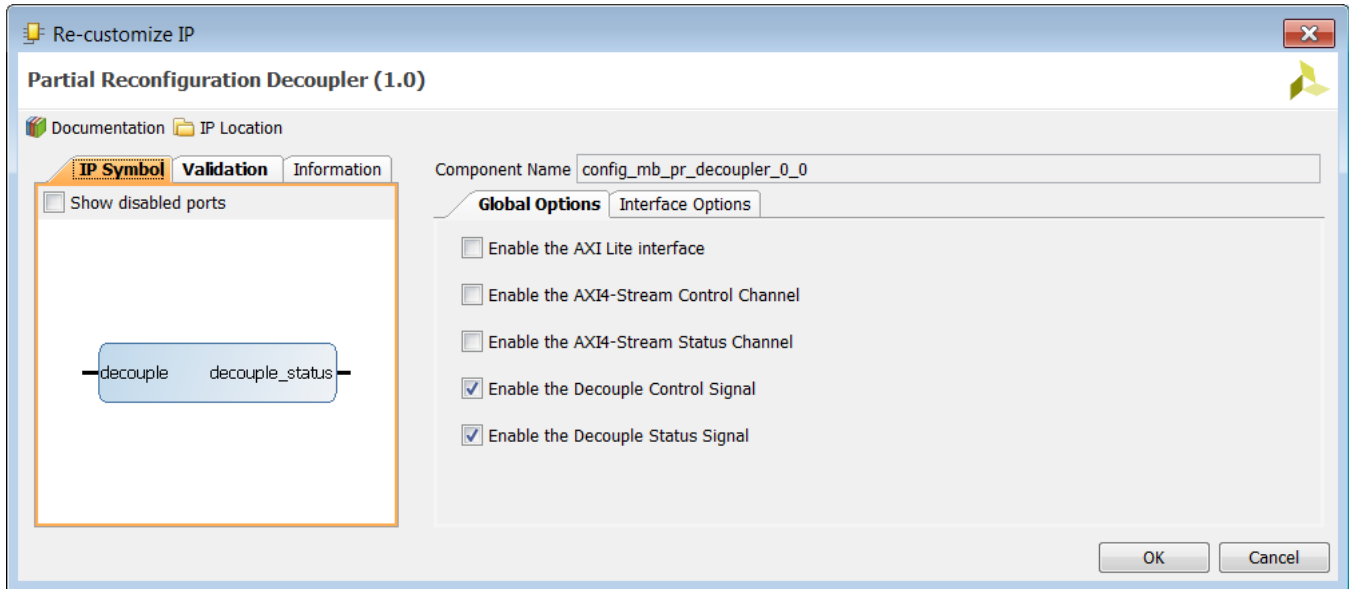 Re-customize IP
Partial Reconfiguration Decoupler (1.0)
Documentation IP Location
IP Symbol Validation Information
Show disabled ports
decouple decouple_status
Component Name config_mb_pr_decoupler_0_0
Global Options Interface Options
Enable the AXI Lite interface
Enable the AXI4-Stream Control Channel
Enable the AXI4-Stream Status Channel
Enable the Decouple Control Signal
Enable the Decouple Status Signal
OK Cancel